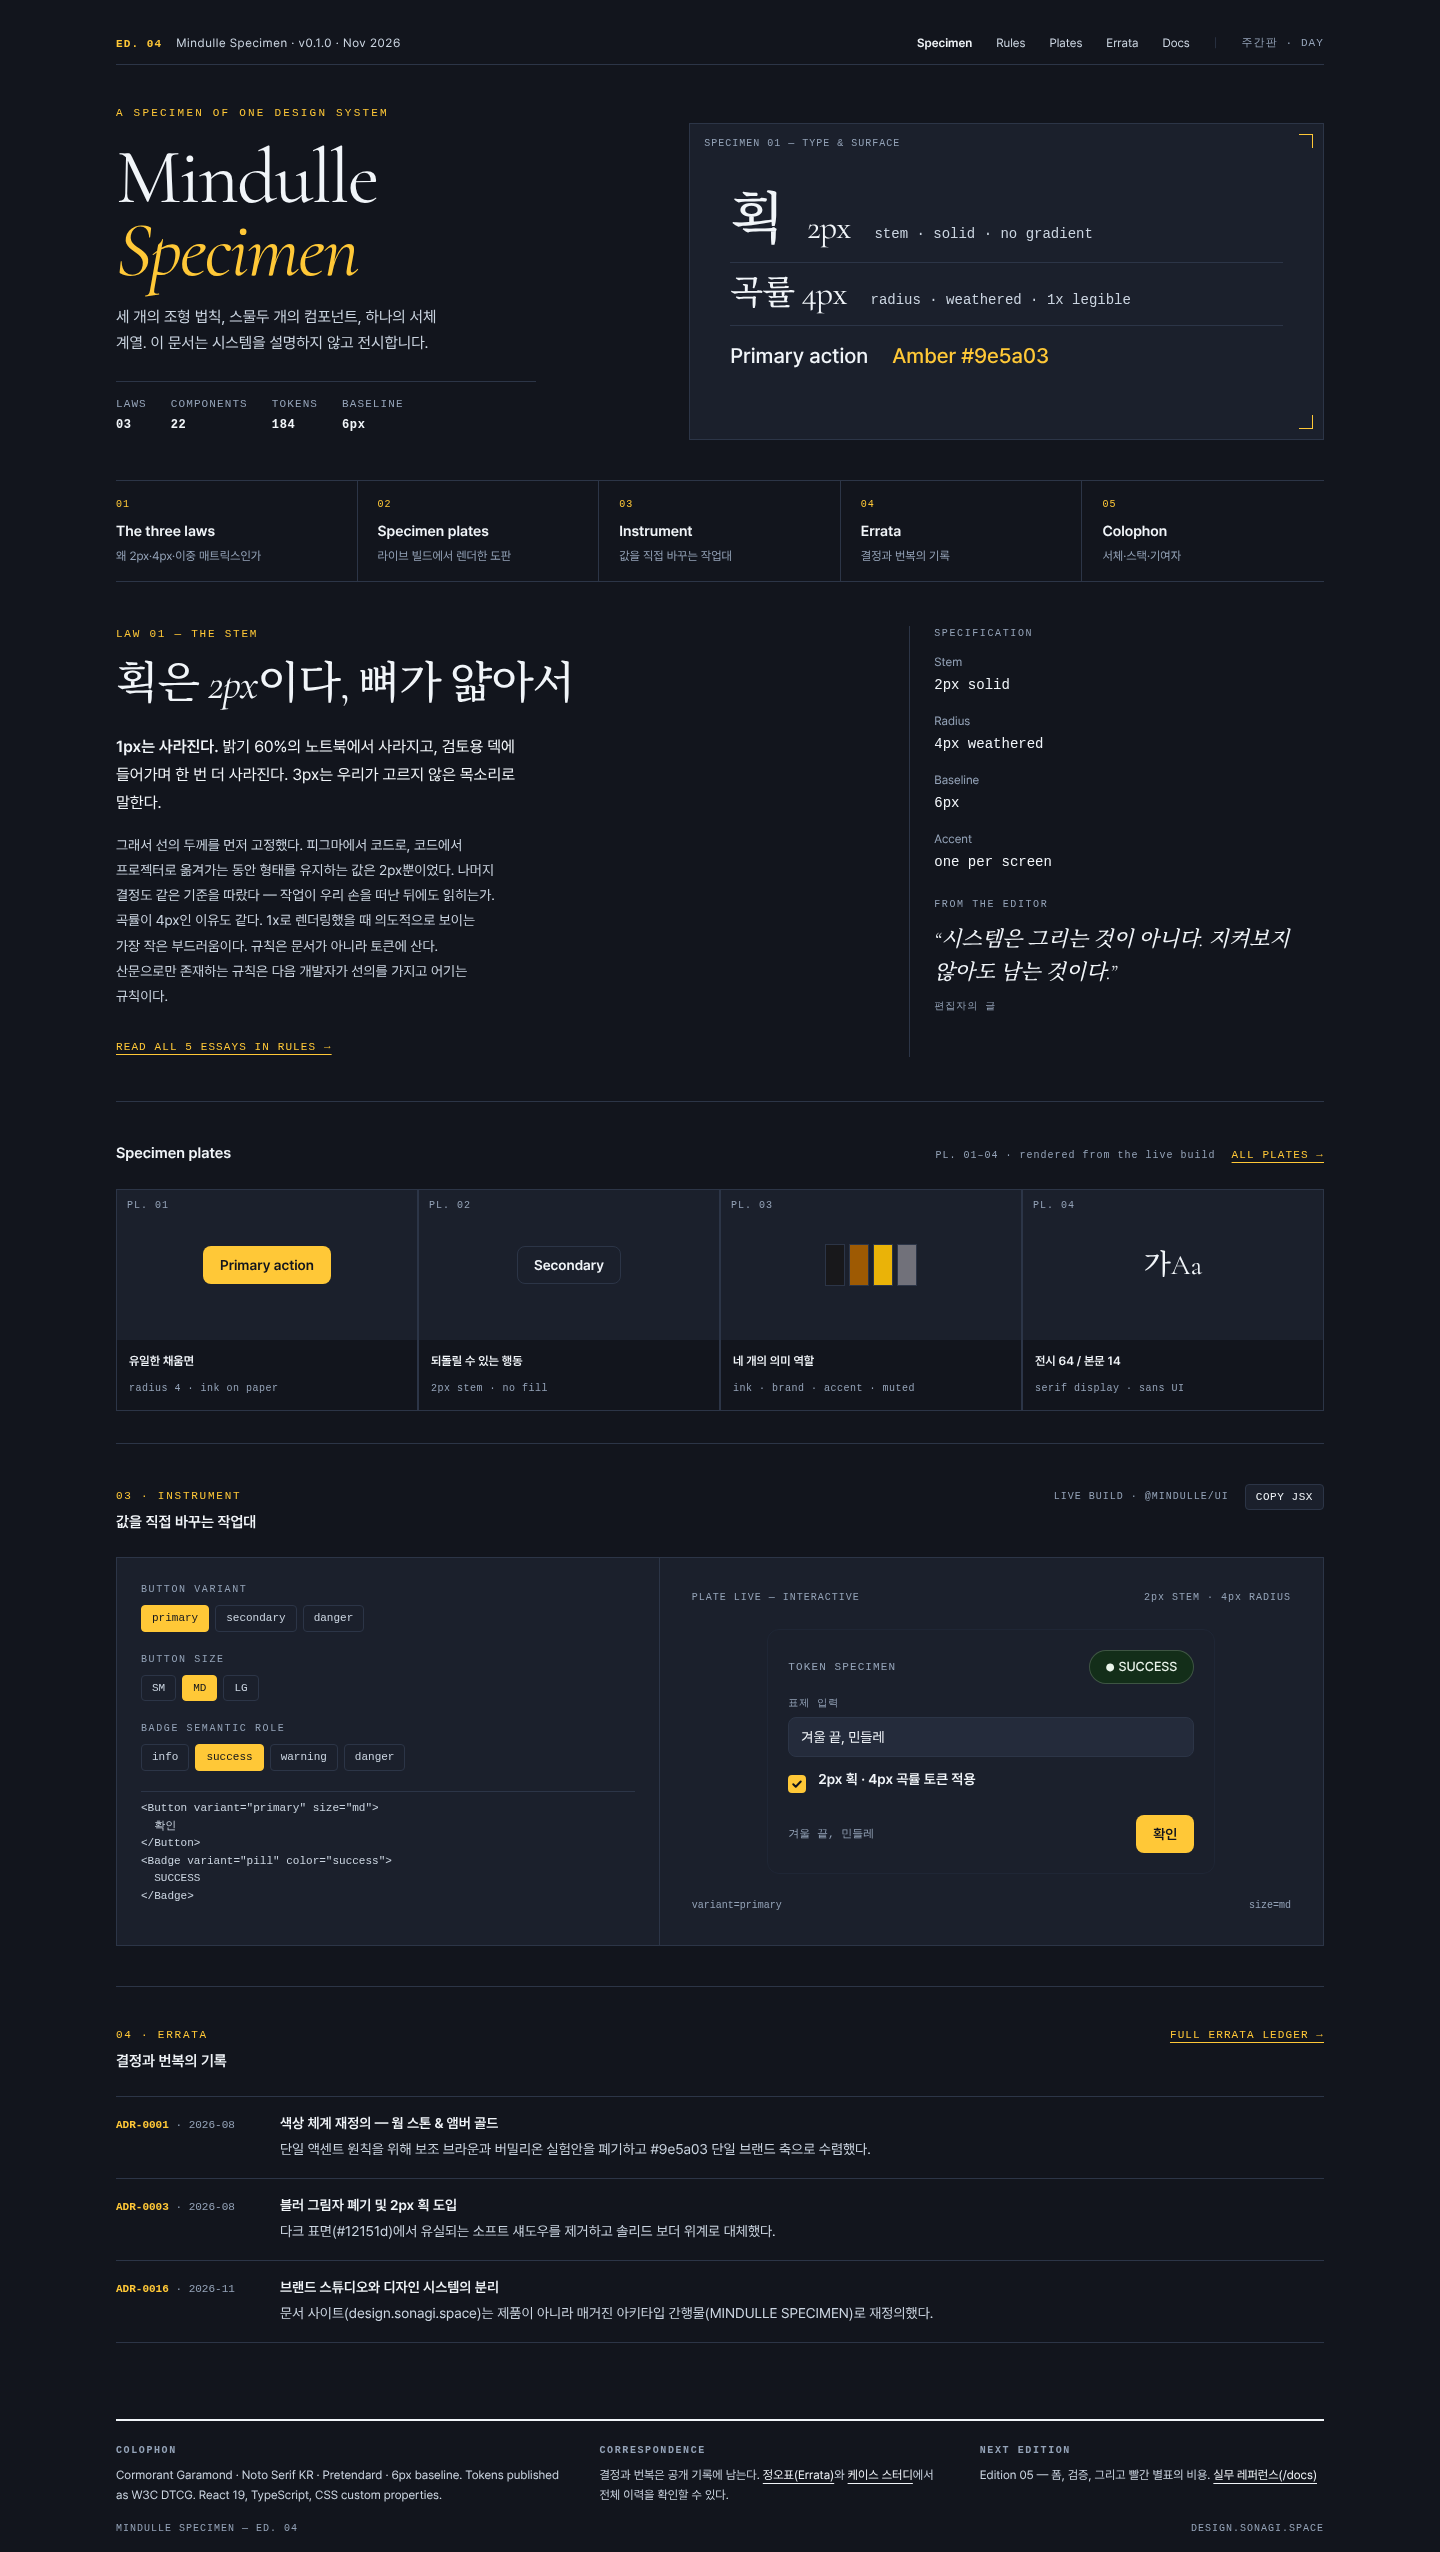 ED. 04 Mindulle Specimen · v0.1.0 · Nov 2026
Specimen Rules Plates Errata Docs 주간판 · DAY
A SPECIMEN OF ONE DESIGN SYSTEM
Mindulle
Specimen
세 개의 조형 법칙, 스물두 개의 컴포넌트, 하나의 서체
계열. 이 문서는 시스템을 설명하지 않고 전시합니다.
LAWS COMPONENTS TOKENS BASELINE
03 22 184 6px
SPECIMEN 01 — TYPE & SURFACE
획 2px stem · solid · no gradient
곡률 4px radius · weathered · 1x legible
Primary action Amber #9e5a03
01
The three laws
왜 2px·4px·이중 매트릭스인가
02
Specimen plates
라이브 빌드에서 렌더한 도판
03
Instrument
값을 직접 바꾸는 작업대
04
Errata
결정과 번복의 기록
05
Colophon
서체·스택·기여자
LAW 01 — THE STEM
획은 2px이다, 뼈가 얇아서
1px는 사라진다. 밝기 60%의 노트북에서 사라지고, 검토용 덱에
들어가며 한 번 더 사라진다. 3px는 우리가 고르지 않은 목소리로
말한다.
그래서 선의 두께를 먼저 고정했다. 피그마에서 코드로, 코드에서
프로젝터로 옮겨가는 동안 형태를 유지하는 값은 2px뿐이었다. 나머지
결정도 같은 기준을 따랐다 — 작업이 우리 손을 떠난 뒤에도 읽히는가.
곡률이 4px인 이유도 같다. 1x로 렌더링했을 때 의도적으로 보이는
가장 작은 부드러움이다. 규칙은 문서가 아니라 토큰에 산다.
산문으로만 존재하는 규칙은 다음 개발자가 선의를 가지고 어기는
규칙이다.
READ ALL 5 ESSAYS IN RULES →
SPECIFICATION
Stem
2px solid
Radius
4px weathered
Baseline
6px
Accent
one per screen
FROM THE EDITOR
“시스템은 그리는 것이 아니다. 지켜보지
않아도 남는 것이다.”
편집자의 글
Specimen plates
PL. 01–04 · rendered from the live build ALL PLATES →
PL. 01
Primary action
유일한 채움면
radius 4 · ink on paper
PL. 02
Secondary
되돌릴 수 있는 행동
2px stem · no fill
PL. 03
네 개의 의미 역할
ink · brand · accent · muted
PL. 04
가Aa
전시 64 / 본문 14
serif display · sans UI
03 · INSTRUMENT
값을 직접 바꾸는 작업대
LIVE BUILD · @MINDULLE/UI COPY JSX
BUTTON VARIANT
primary secondary danger
BUTTON SIZE
SM MD LG
BADGE SEMANTIC ROLE
info success warning danger
<Button variant="primary" size="md">
확인
</Button>
<Badge variant="pill" color="success">
SUCCESS
</Badge>
PLATE LIVE — INTERACTIVE 2px STEM · 4px RADIUS
TOKEN SPECIMEN ● SUCCESS
표제 입력
겨울 끝, 민들레
2px 획 · 4px 곡률 토큰 적용
겨울 끝, 민들레 확인
variant=primary size=md
04 · ERRATA
결정과 번복의 기록
FULL ERRATA LEDGER →
ADR-0001 · 2026-08
색상 체계 재정의 — 웜 스톤 & 앰버 골드
단일 액센트 원칙을 위해 보조 브라운과 버밀리온 실험안을 폐기하고 #9e5a03 단일 브랜드 축으로 수렴했다.
ADR-0003 · 2026-08
블러 그림자 폐기 및 2px 획 도입
다크 표면(#12151d)에서 유실되는 소프트 섀도우를 제거하고 솔리드 보더 위계로 대체했다.
ADR-0016 · 2026-11
브랜드 스튜디오와 디자인 시스템의 분리
문서 사이트(design.sonagi.space)는 제품이 아니라 매거진 아키타입 간행물(MINDULLE SPECIMEN)로 재정의했다.
COLOPHON
Cormorant Garamond · Noto Serif KR · Pretendard · 6px baseline. Tokens published
as W3C DTCG. React 19, TypeScript, CSS custom properties.
CORRESPONDENCE
결정과 번복은 공개 기록에 남는다. 정오표(Errata)와 케이스 스터디에서
전체 이력을 확인할 수 있다.
NEXT EDITION
Edition 05 — 폼, 검증, 그리고 빨간 별표의 비용. 실무 레퍼런스(/docs)
MINDULLE SPECIMEN — ED. 04
DESIGN.SONAGI.SPACE